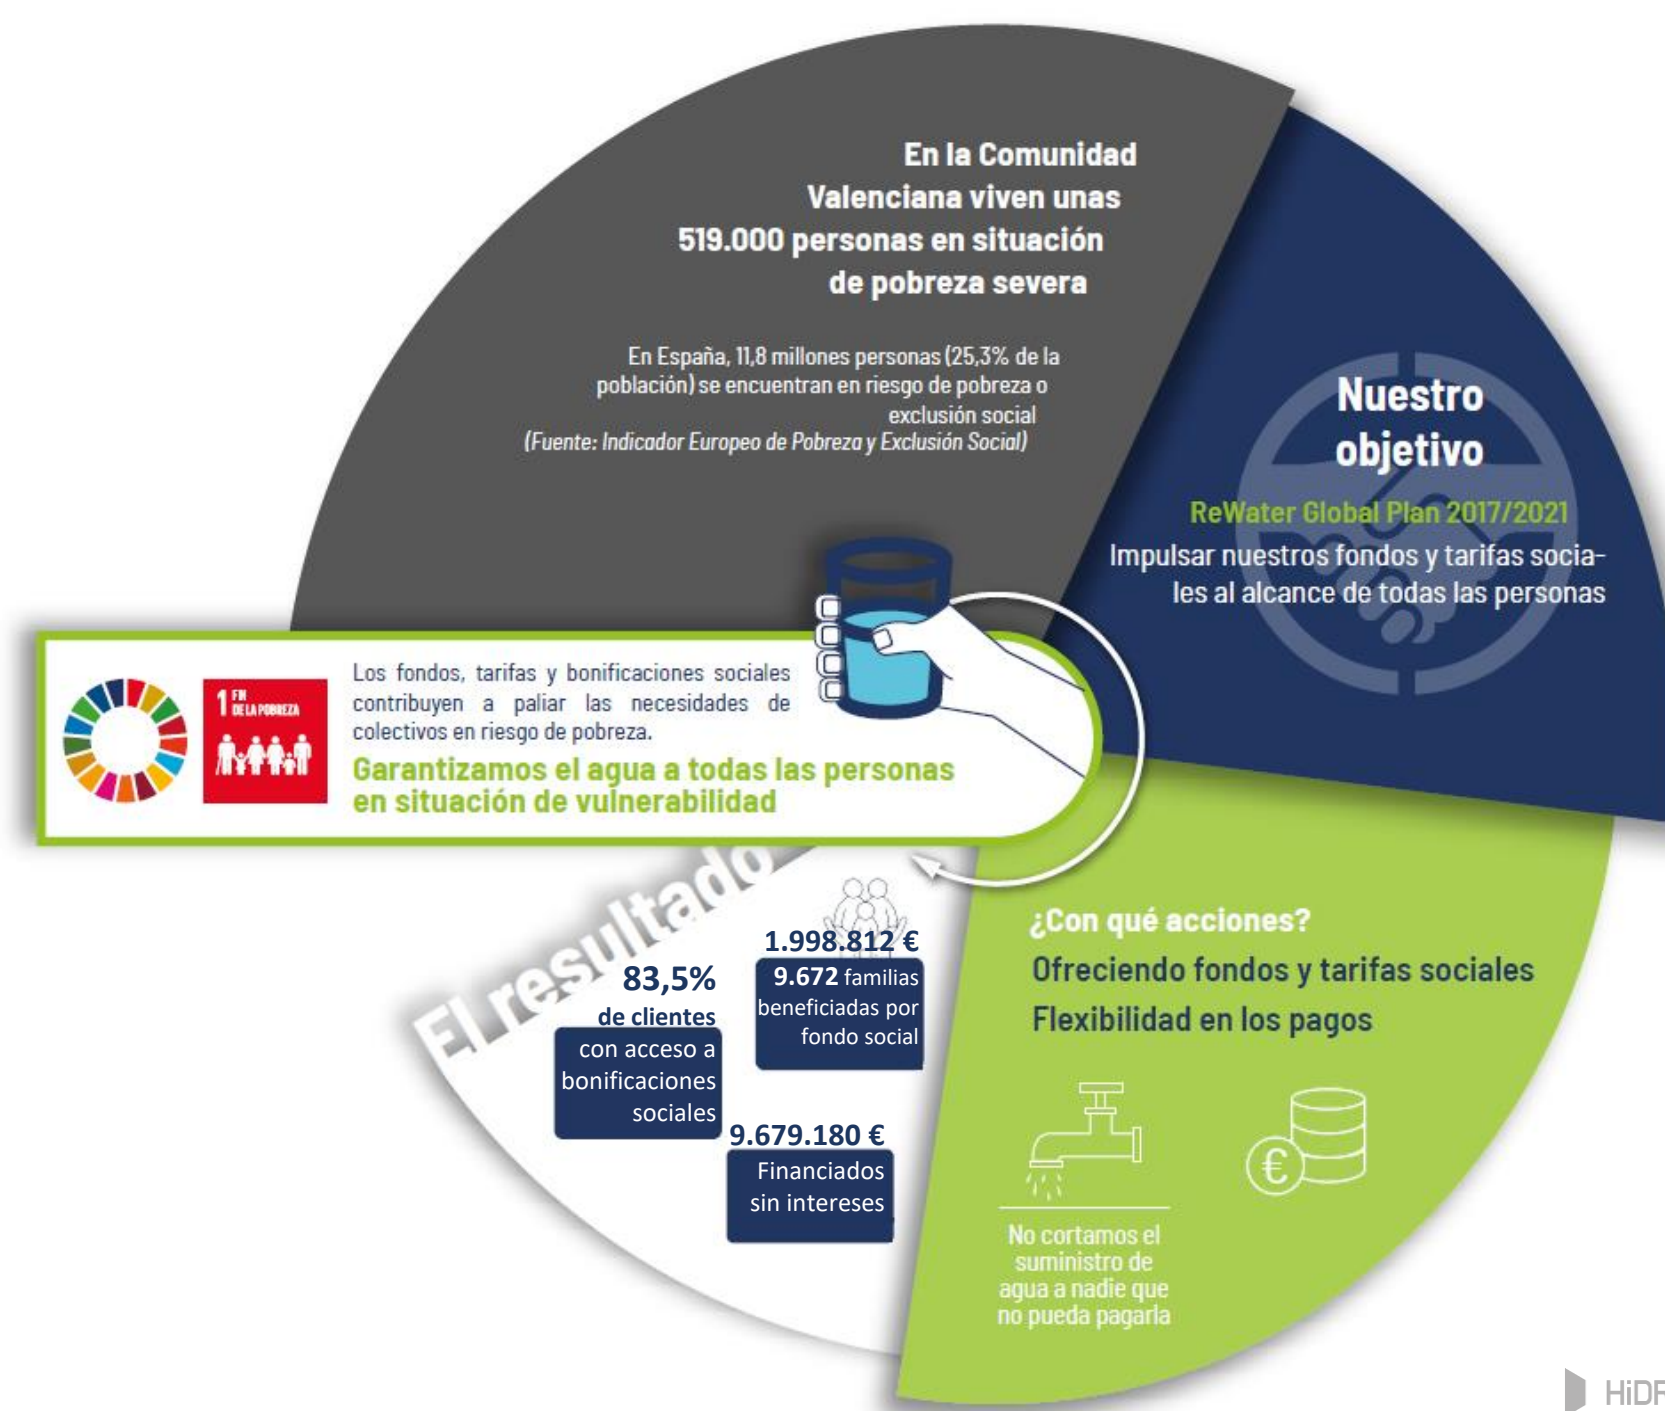 En la Comunidad
Valenciana viven unas
519.000 personas en situación
de pobreza severa
En España, 11,8 millones personas (25,3% de la
población) se encuentran en riesgo de pobreza o
exclusión social
(Fuente: Indicador Europeo de Pobreza y Exclusión Social)
Nuestro
objetivo
ReWater Global Plan 2017/2021
Impulsar nuestros fondos y tarifas socia-
les al alcance de todas las personas
1 FIN
DE LA POBREZA
Los fondos, tarifas y bonificaciones sociales
contribuyen a paliar las necesidades de
colectivos en riesgo de pobreza.
Garantizamos el agua a todas las personas
en situación de vulnerabilidad
¿Con qué acciones?
Ofreciendo fondos y tarifas sociales
Flexibilidad en los pagos
€
No cortamos el
suministro de
agua a nadie que
no pueda pagarla
El resultado
83,5%
de clientes
con acceso a
bonificaciones
sociales
1.998.812 €
9.672 familias
beneficiadas por
fondo social
9.679.180 €
Financiados
sin intereses